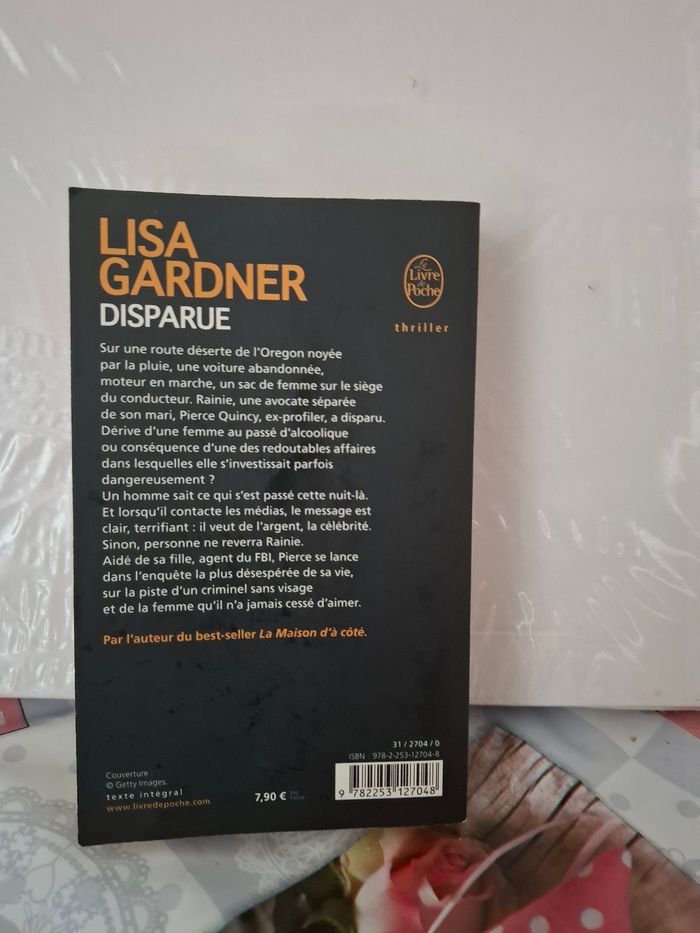 LISA
GARDNER
DISPARUE
Le
Livre
de
Poche
thriller
Sur une route déserte de l'Oregon noyée
par la pluie, une voiture abandonnée,
moteur en marche, un sac de femme sur le siège
du conducteur. Rainie, une avocate séparée
de son mari, Pierce Quincy, ex-profiler, a disparu.
Dérive d'une femme au passé d'alcoolique
ou conséquence d'une des redoutables affaires
dans lesquelles elle s'investissait parfois
dangereusement ?
Un homme sait ce qui s'est passé cette nuit-là.
Et lorsqu'il contacte les médias, le message est
clair, terrifiant : il veut de l'argent, la célébrité.
Sinon, personne ne reverra Rainie.
Aidé de sa fille, agent du FBI, Pierce se lance
dans l'enquête la plus désespérée de sa vie,
sur la piste d'un criminel sans visage
et de la femme qu'il n'a jamais cessé d'aimer.
Par l'auteur du best-seller La Maison d'à côté.
31 / 2704 / 0
ISBN : 978-2-253-12704-8
Couverture :
© Getty Images.
texte intégral
www.livredepoche.com
7,90 €
9 782253 127048